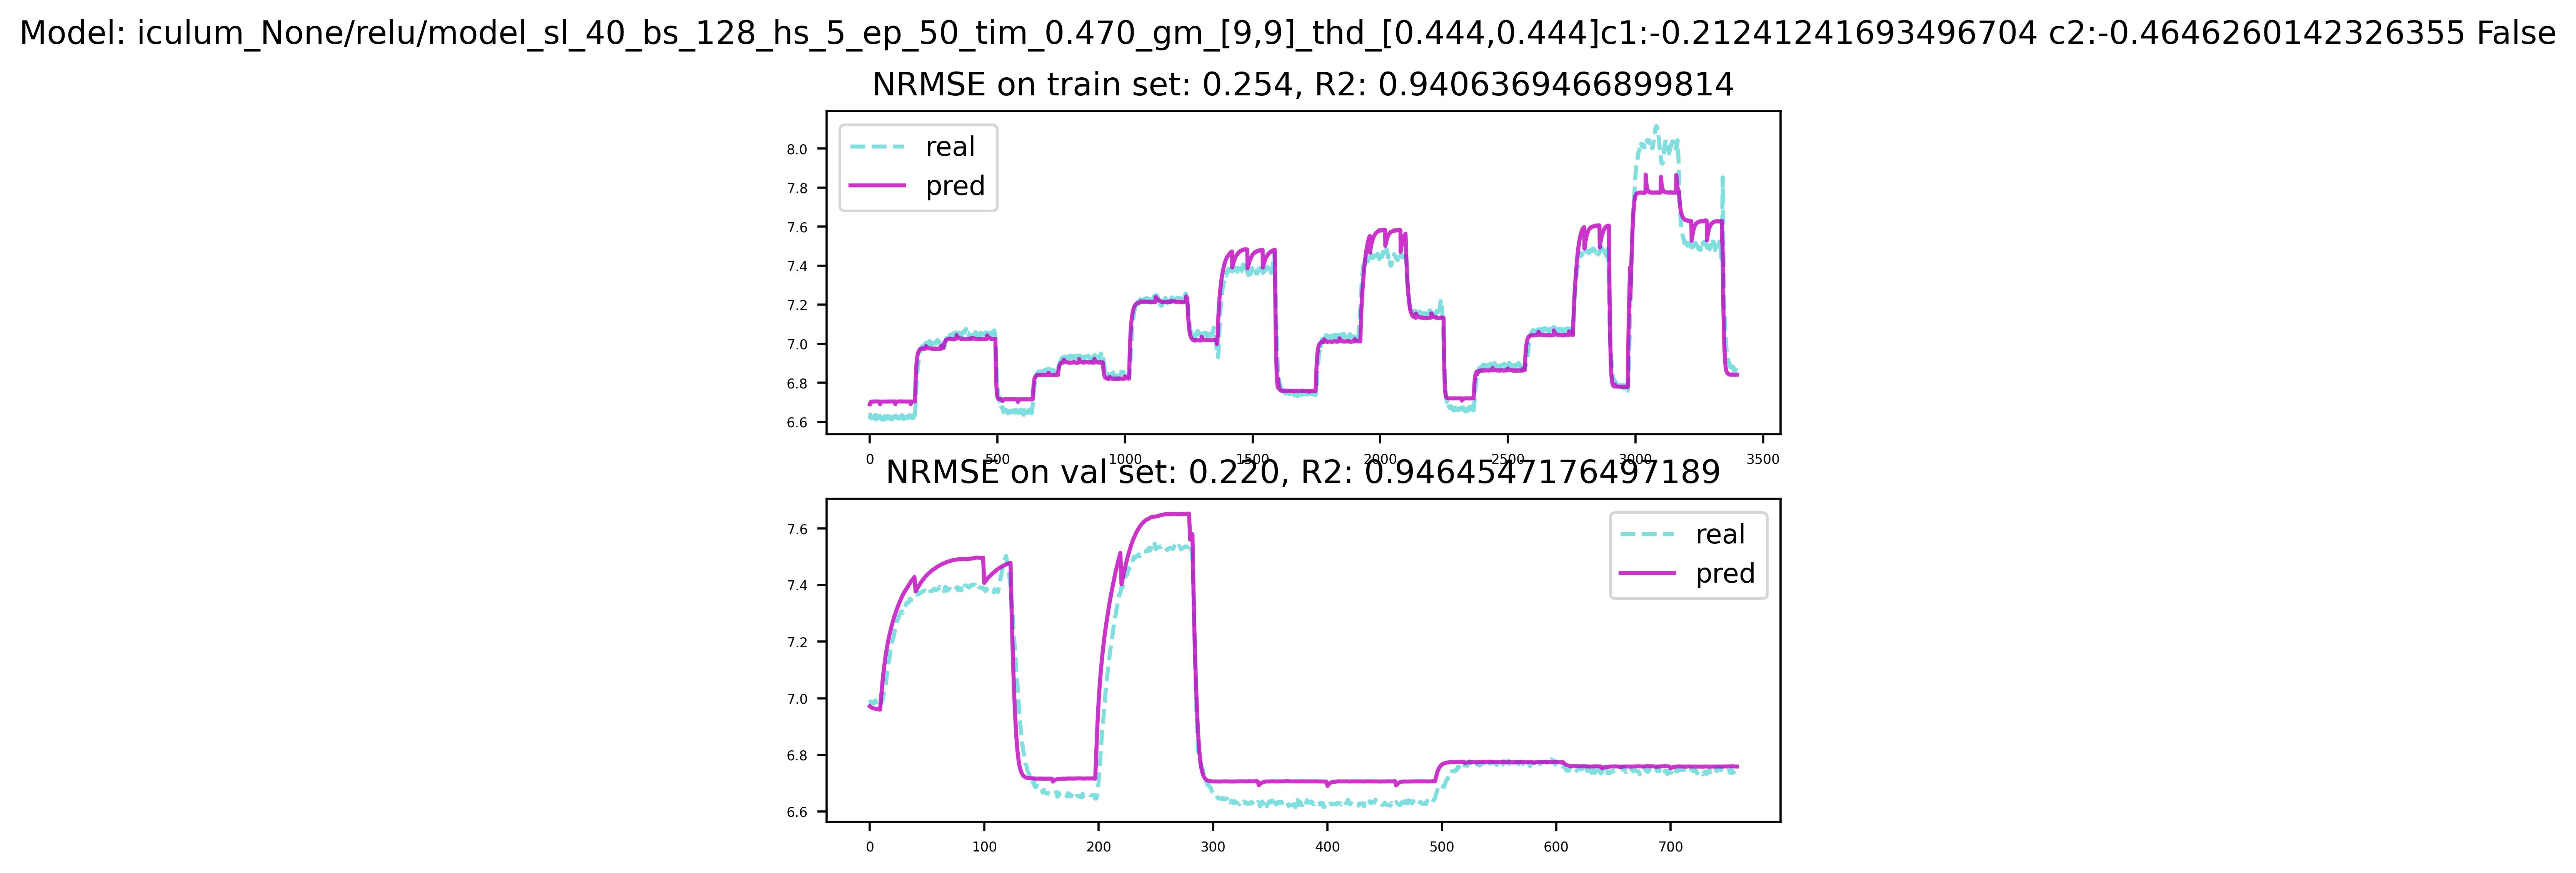 Model: iculum_None/relu/model_sl_40_bs_128_hs_5_ep_50_tim_0.470_gm_[9,9]_thd_[0.444,0.444]c1:-0.21241241693496704 c2:-0.4646260142326355 False
NRMSE on train set: 0.254, R2: 0.9406369466899814
real
pred
8.0
7.8
7.6
7.4
7.2
7.0
6.8
6.6
0 500 1000 1500 2000 2500 3000 3500
NRMSE on val set: 0.220, R2: 0.9464547176497189
real
pred
7.6
7.4
7.2
7.0
6.8
6.6
0 100 200 300 400 500 600 700